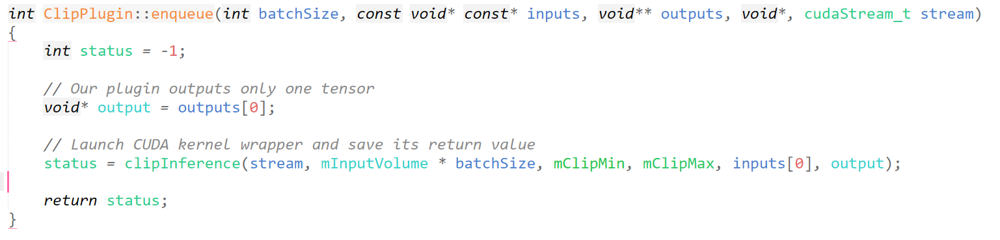 int ClipPlugin::enqueue(int batchSize, const void* const* inputs, void** outputs, void*, cudaStream_t stream)
{
    int status = -1;

    // Our plugin outputs only one tensor
    void* output = outputs[0];

    // Launch CUDA kernel wrapper and save its return value
    status = clipInference(stream, mInputVolume * batchSize, mClipMin, mClipMax, inputs[0], output);

    return status;
}